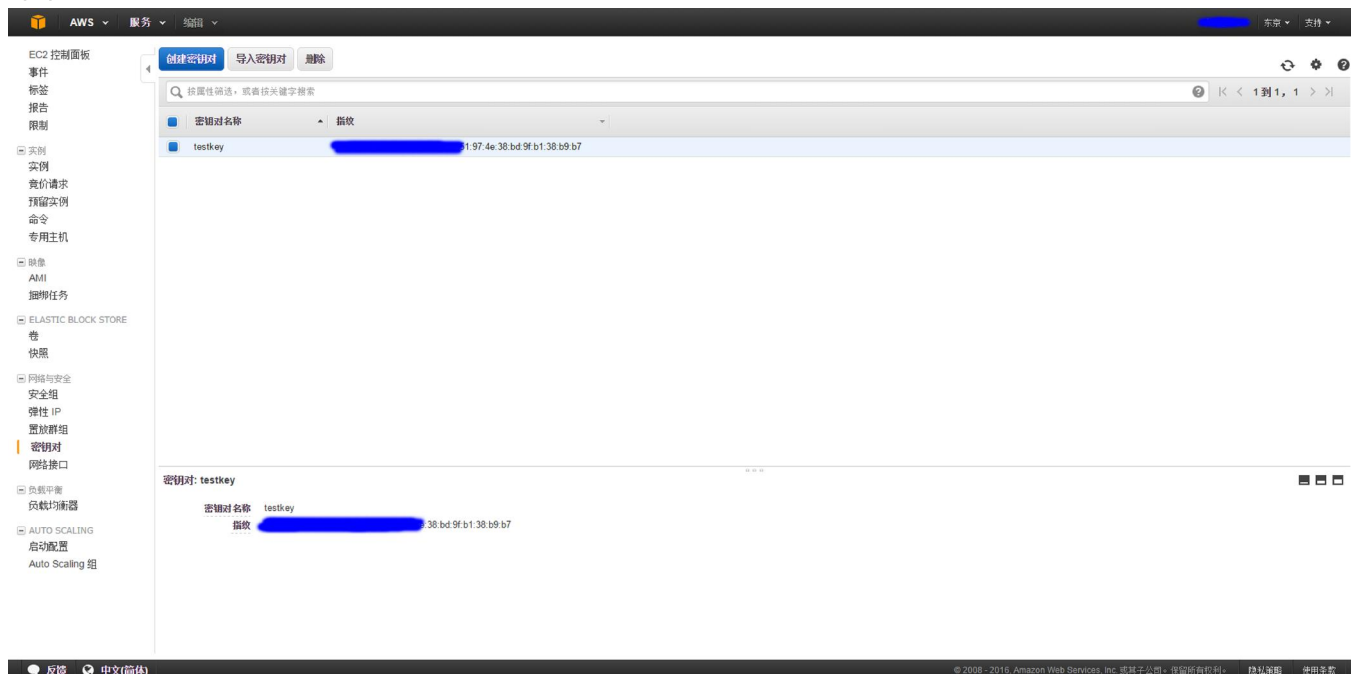 AWS 服务 编辑 东京 支持
EC2 控制面板
事件
标签
报告
限制
实例
实例
竞价请求
预留实例
命令
专用主机
映像
AMI
捆绑任务
ELASTIC BLOCK STORE
卷
快照
网络与安全
安全组
弹性 IP
置放群组
密钥对
网络接口
负载平衡
负载均衡器
AUTO SCALING
启动配置
Auto Scaling 组
创建密钥对 导入密钥对 删除
按属性筛选，或者按关键字搜索 1到1，1
密钥对名称 指纹
testkey 1:97:4e:38:bd:9f:b1:38:b9:b7
密钥对: testkey
密钥对名称 testkey
指纹 :38:bd:9f:b1:38:b9:b7
反馈 中文(简体) © 2008 - 2016, Amazon Web Services, Inc. 或其子公司。保留所有权利。 隐私策略 使用条款